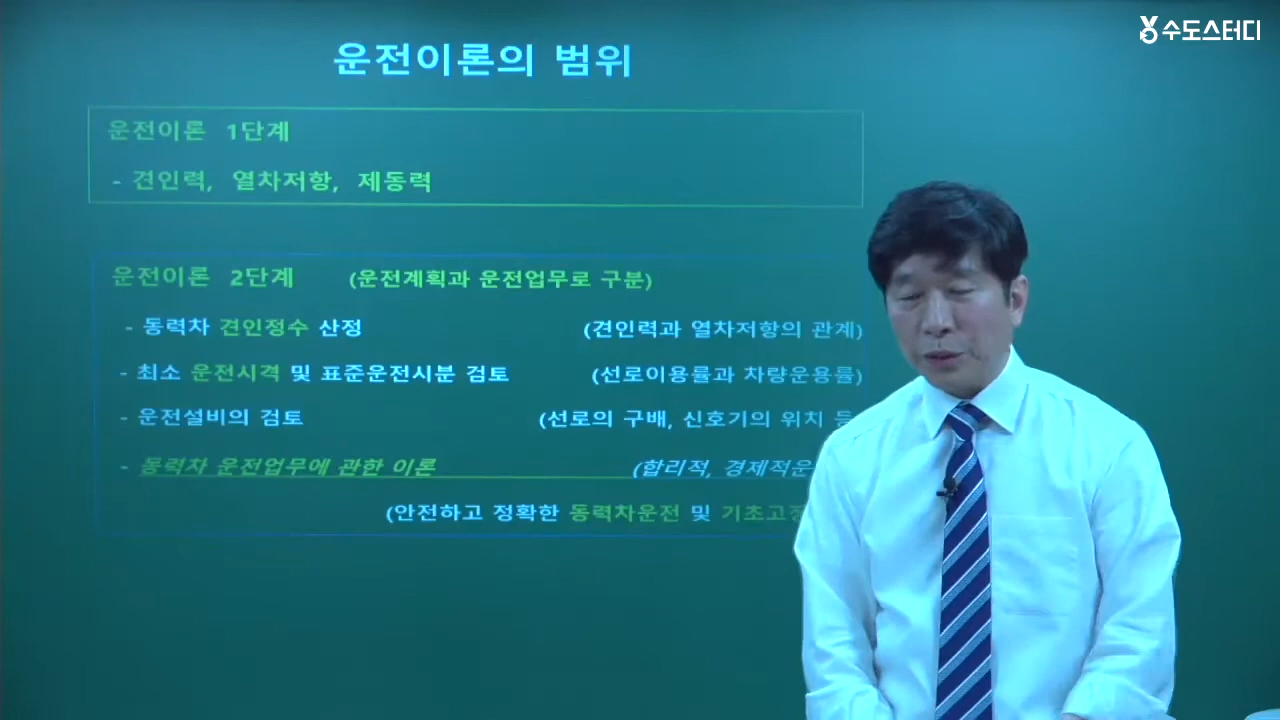 수도스터디
운전이론의 범위
운전이론 1단계
- 견인력, 열차저항, 제동력
운전이론 2단계 (운전계획과 운전업무로 구분)
- 동력차 견인정수 산정 (견인력과 열차저항의 관계)
- 최소 운전시격 및 표준운전시분 검토 (선로이용률과 차량운용률)
- 운전설비의 검토 (선로의 구배, 신호기의 위치 등
- 동력차 운전업무에 관한 이론 (합리적, 경제적운
(안전하고 정확한 동력차운전 및 기초고